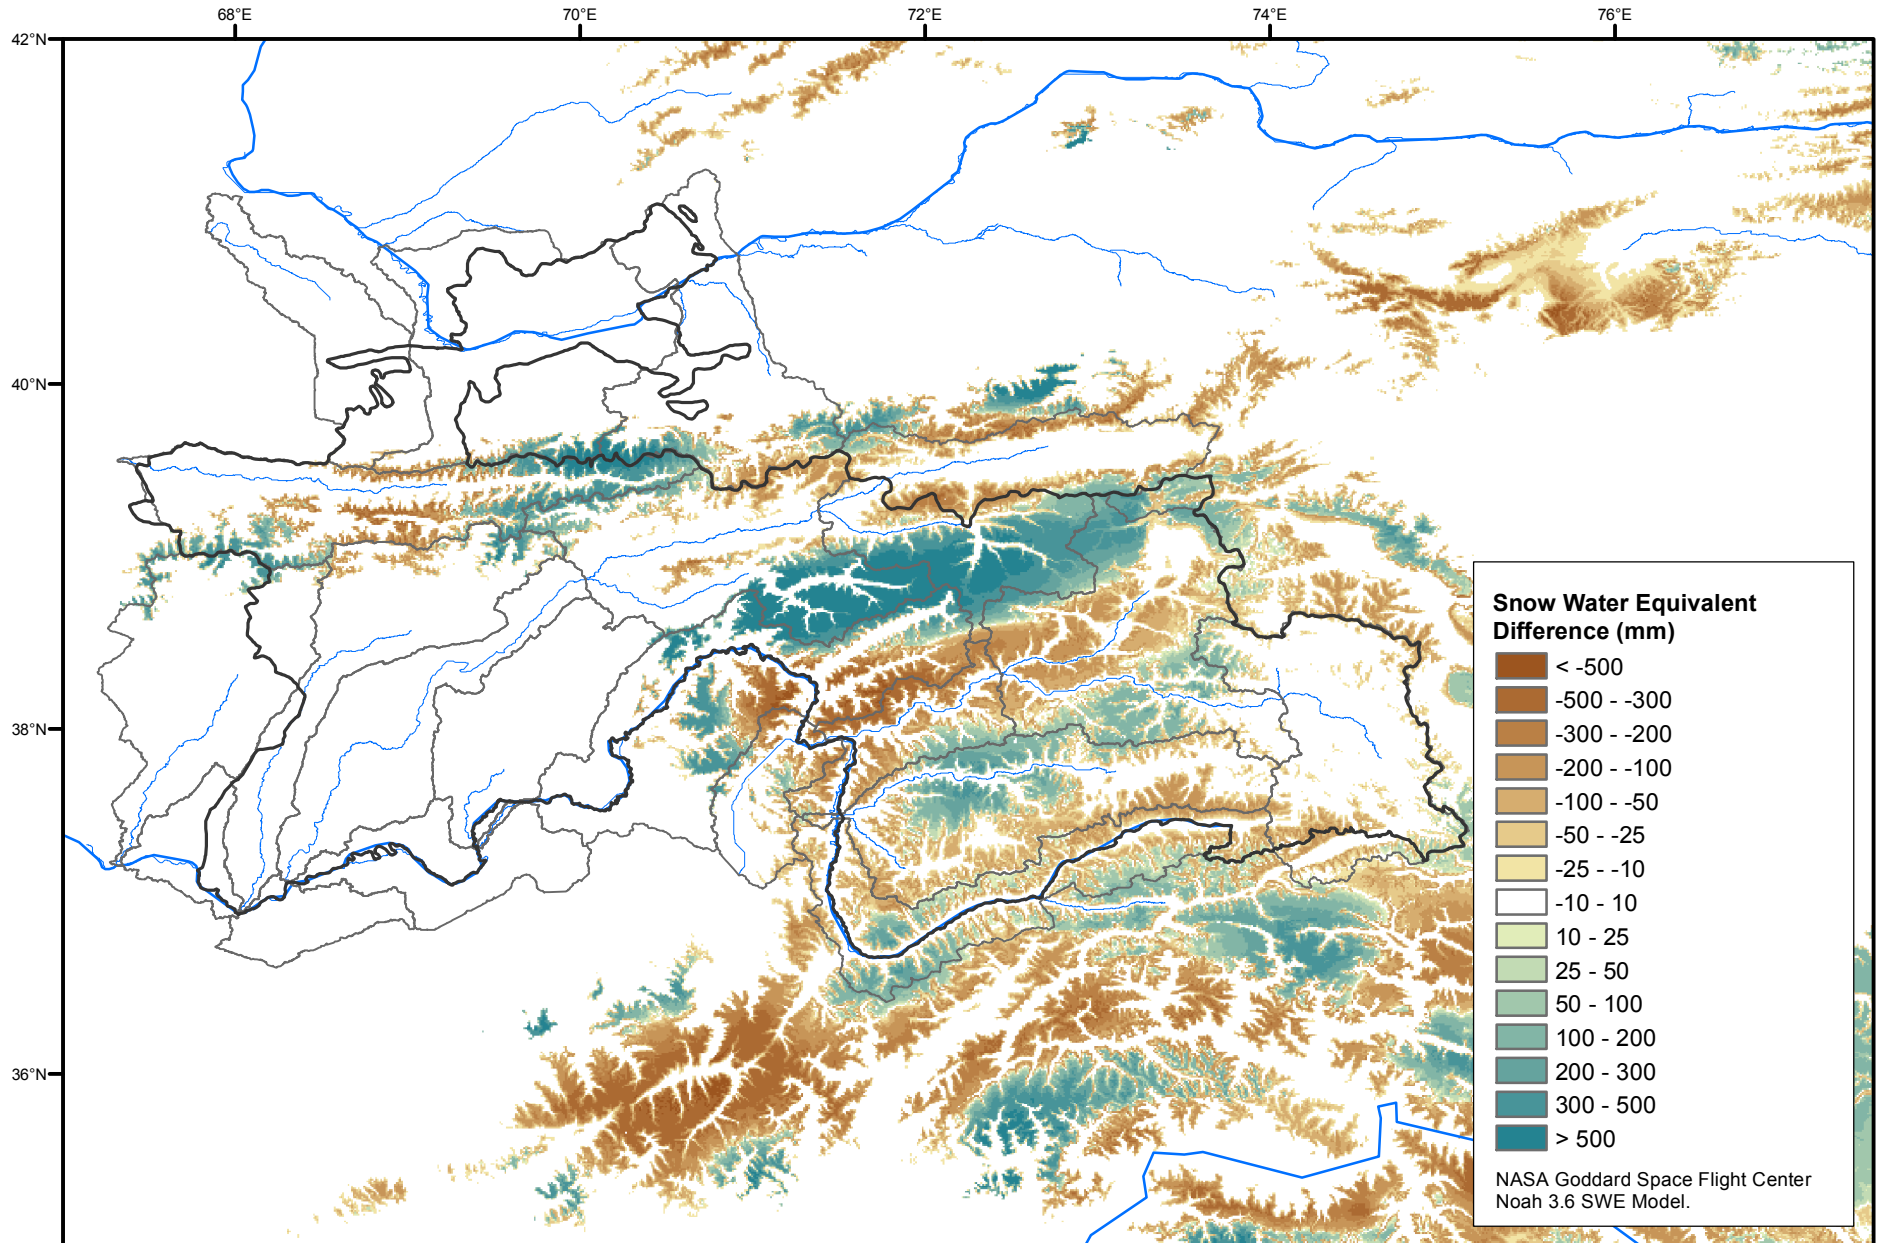 68°E 70°E 72°E 74°E 76°E
42°N
40°N
38°N
36°N
Snow Water Equivalent
Difference (mm)
< -500
-500 - -300
-300 - -200
-200 - -100
-100 - -50
-50 - -25
-25 - -10
-10 - 10
10 - 25
25 - 50
50 - 100
100 - 200
200 - 300
300 - 500
> 500
NASA Goddard Space Flight Center
Noah 3.6 SWE Model.